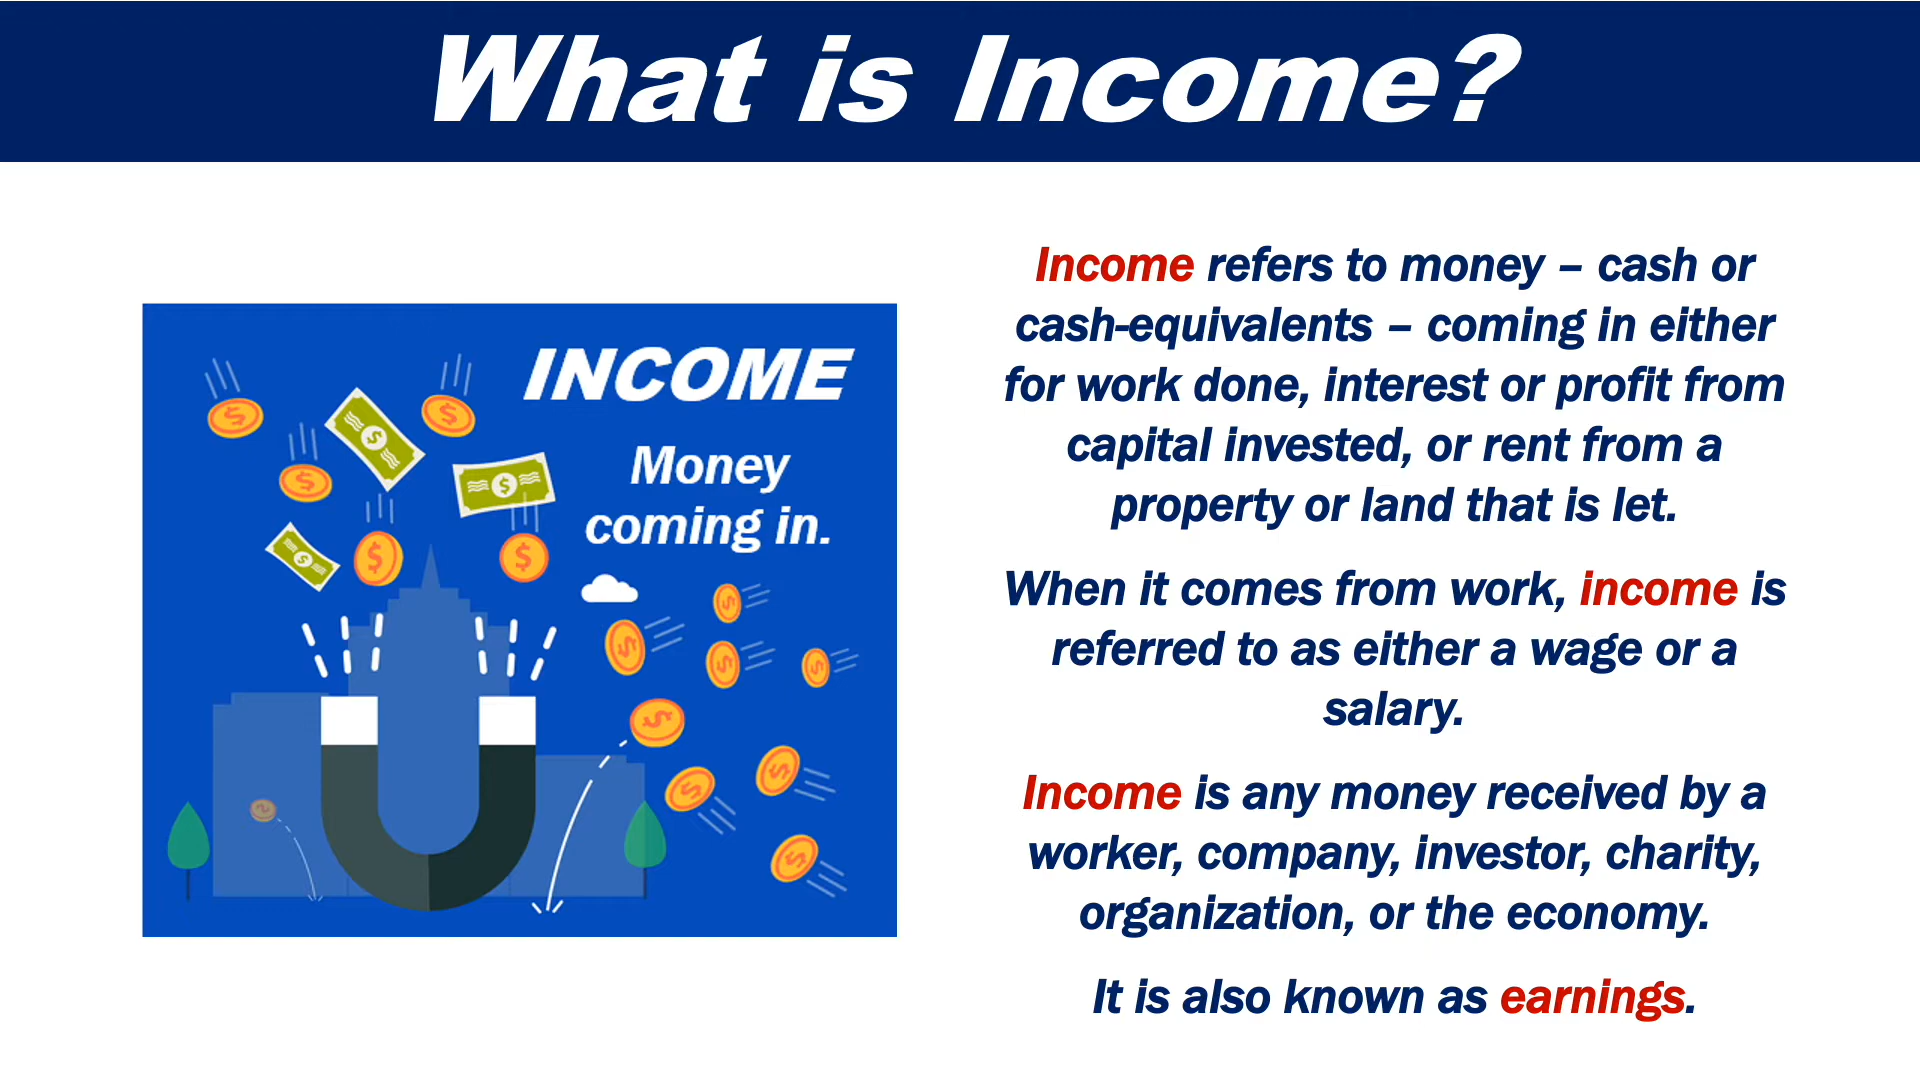 What is Income?
INCOME
Money
coming in.
Income refers to money – cash or
cash-equivalents – coming in either
for work done, interest or profit from
capital invested, or rent from a
property or land that is let.
When it comes from work, income is
referred to as either a wage or a
salary.
Income is any money received by a
worker, company, investor, charity,
organization, or the economy.
It is also known as earnings.